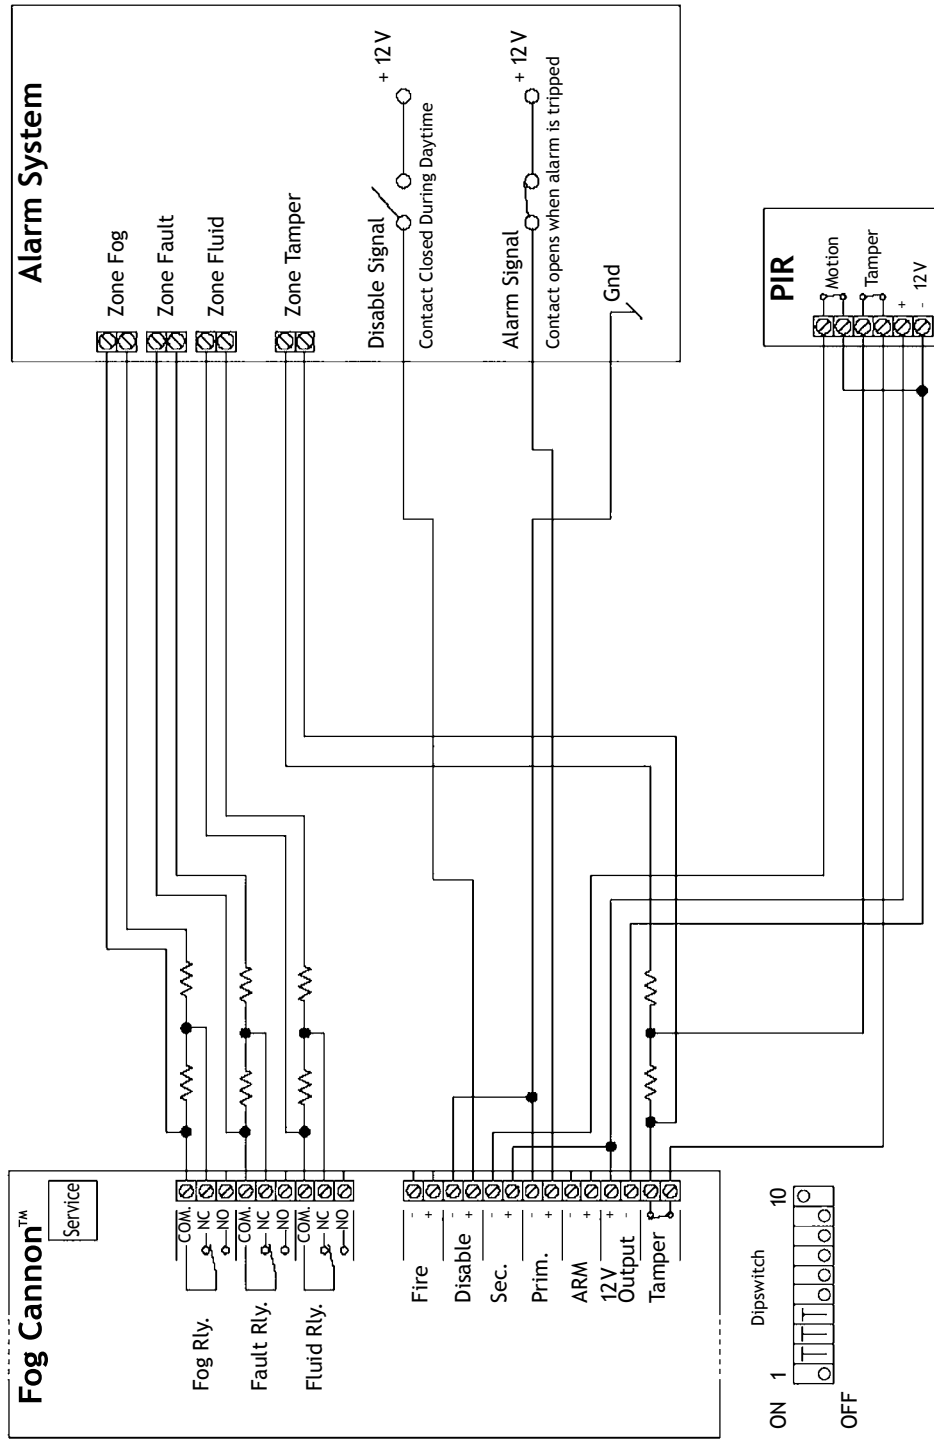 Alarm System
Zone Fog
Zone Fault
Zone Fluid
Zone Tamper
Disable Signal
+ 12 V
Contact Closed During Daytime
Alarm Signal
+ 12 V
Contact opens when alarm is tripped
Gnd
PIR
Motion
Tamper
+
-
12 V
Fog Cannon™
Service
Fog Rly.
COM.
NC
NO
Fault Rly.
COM.
NC
NO
Fluid Rly.
COM.
NC
NO
Fire
-
+
Disable
-
+
Sec.
-
+
Prim.
-
+
ARM
-
+
12 V
Output
+
-
Tamper
Dipswitch
ON 1 10
OFF